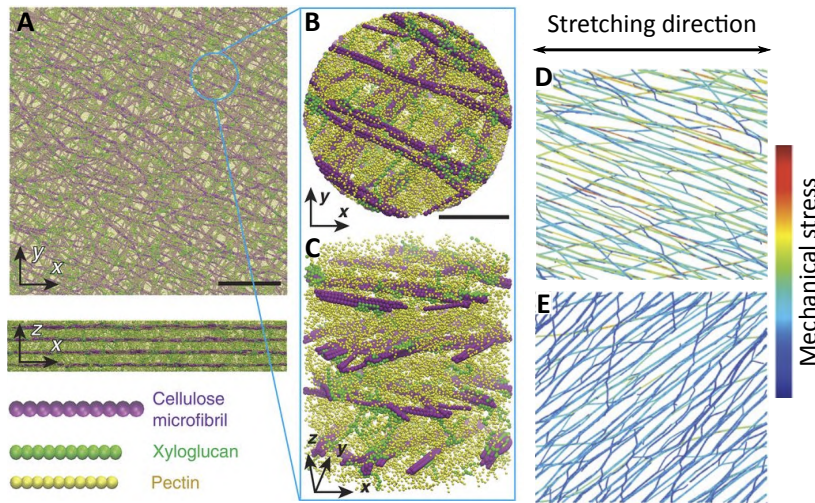 A
y
x
z
x
Cellulose
microfibril
Xyloglucan
Pectin
B
y
x
C
z
y
x
Stretching direction
D
E
Mechanical stress